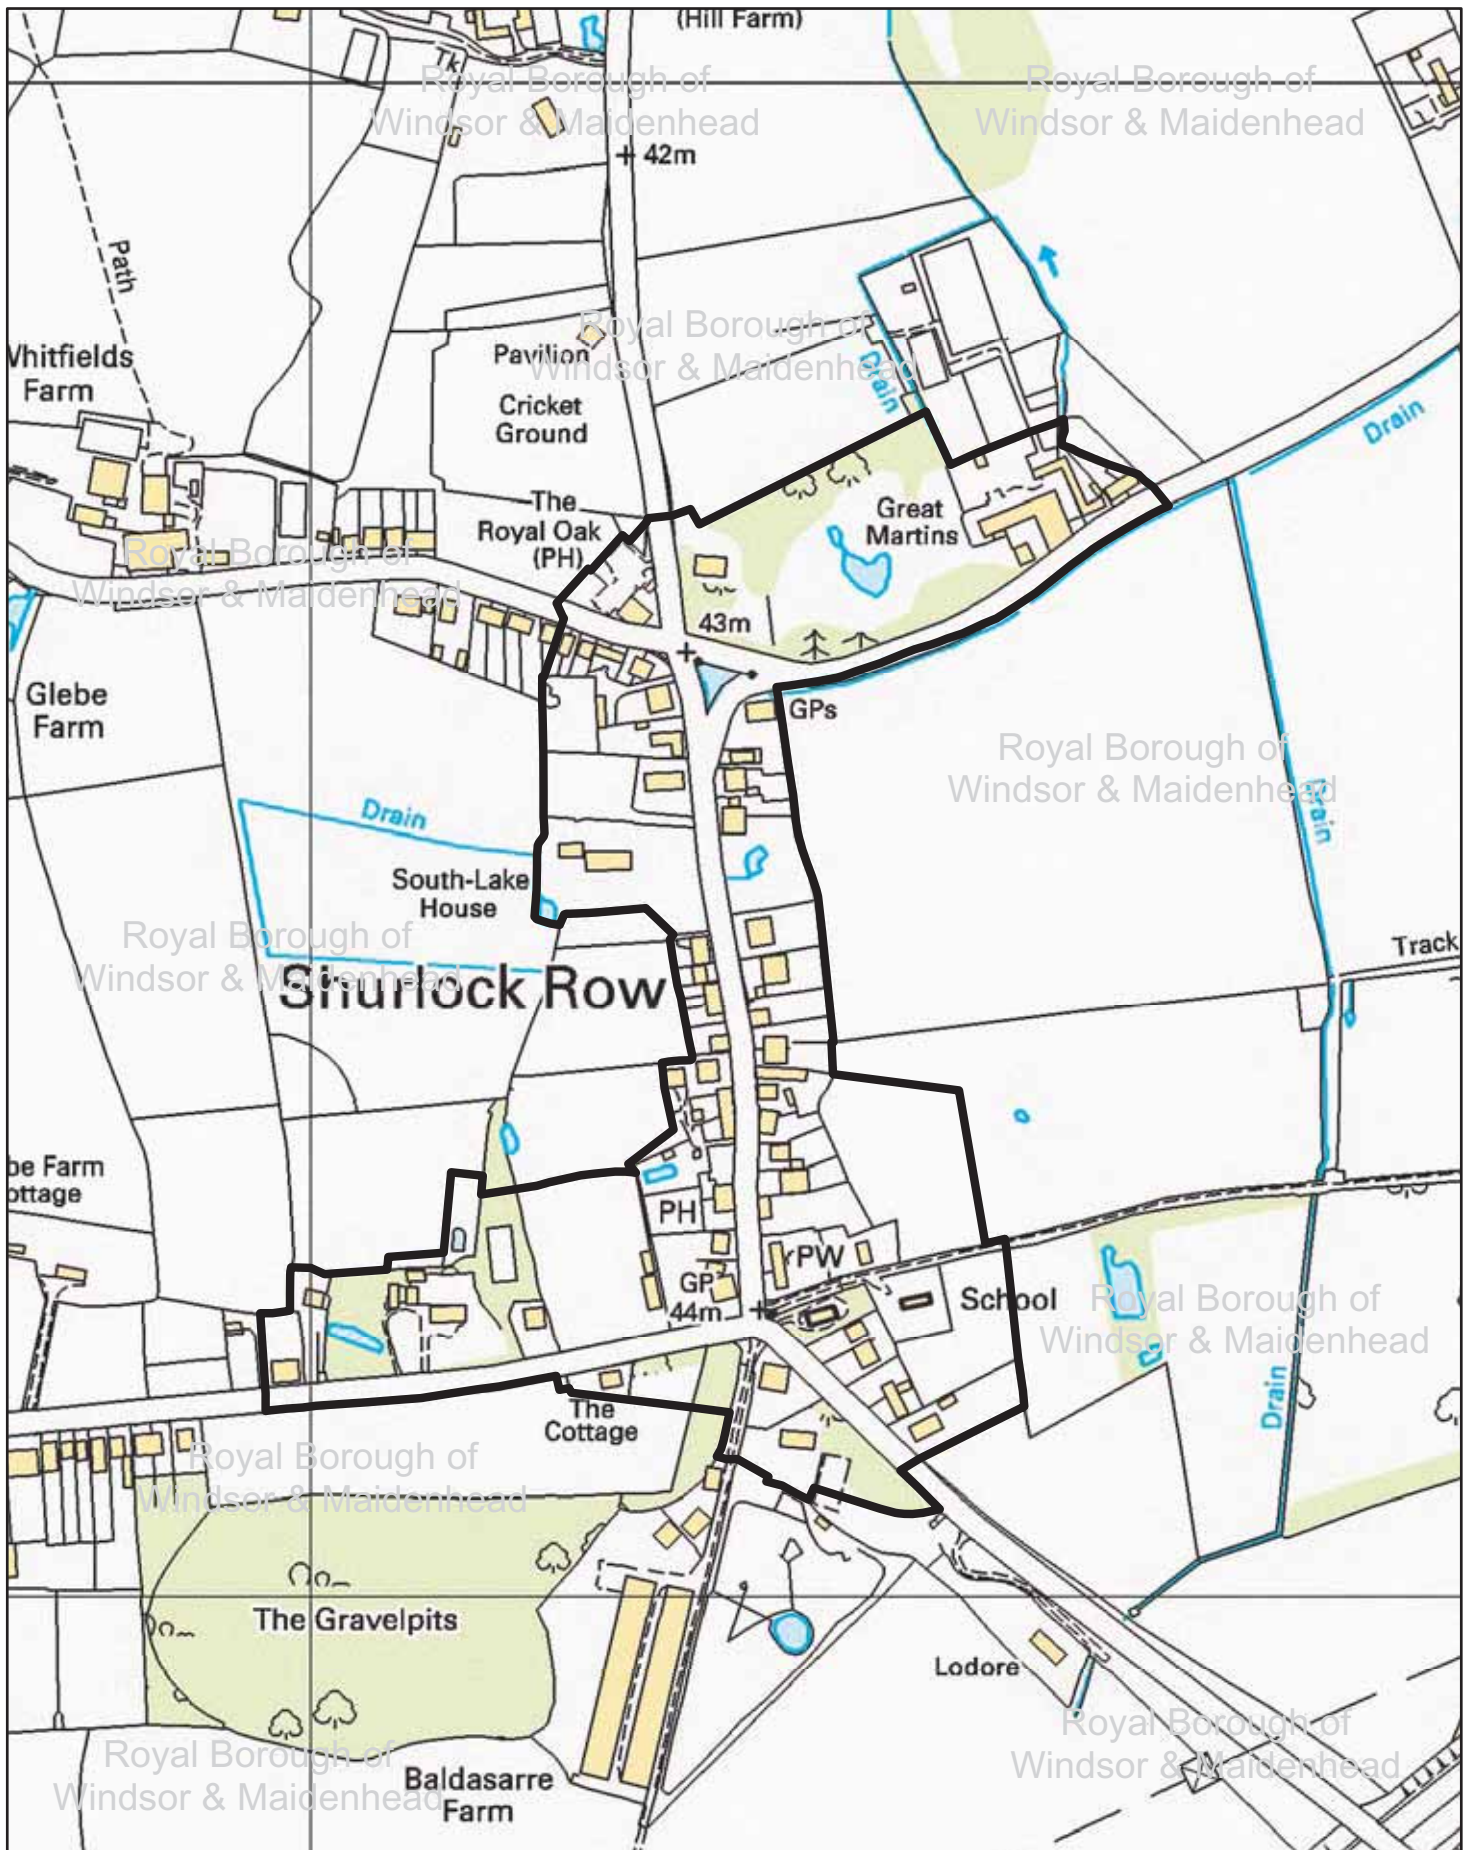 (Hill Farm)
Tk
Royal Borough of
Windsor & Maidenhead
Royal Borough of
Windsor & Maidenhead
42m
Path
Royal Borough of
Windsor & Maidenhead
Pavilion
Whitfields
Farm
Drain
Cricket
Ground
Drain
The
Royal Oak
(PH)
Great
Martins
Royal Borough of
Windsor & Maidenhead
43m
Glebe
Farm
GPs
Royal Borough of
Windsor & Maidenhead
Drain
Drain
South-Lake
House
Royal Borough of
Windsor & Maidenhead
Track
Shurlock Row
be Farm
ottage
PH
PW
GP
44m
School
Royal Borough of
Windsor & Maidenhead
Drain
The
Cottage
Royal Borough of
Windsor & Maidenhead
The Gravelpits
Lodore
Royal Borough of
Windsor & Maidenhead
Royal Borough of
Windsor & Maidenhead
Baldasarre
Farm